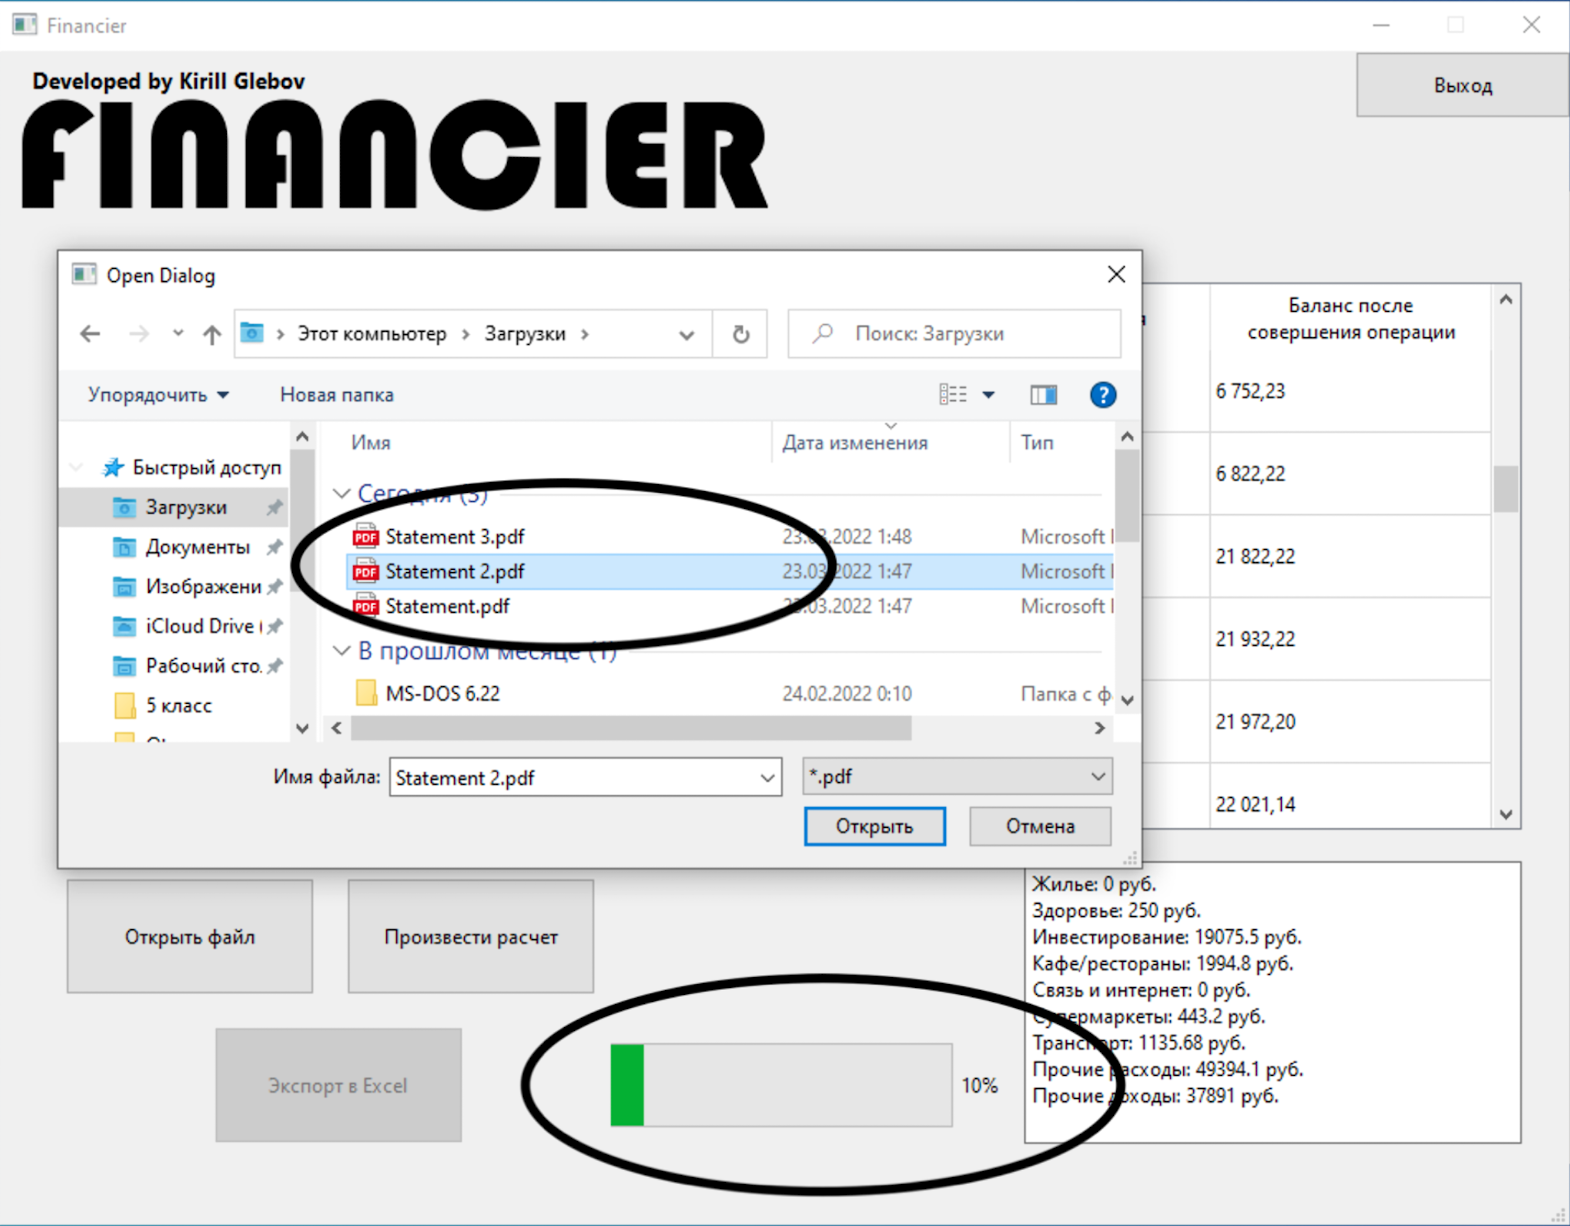 Financier
Developed by Kirill Glebov
Выход
FINANCIER
Open Dialog
Этот компьютер
Загрузки
Поиск: Загрузки
Упорядочить
Новая папка
Имя
Дата изменения
Тип
Быстрый доступ
Загрузки
Документы
Изображени
iCloud Drive (
Рабочий сто.
5 класс
Сегодня (3)
Statement 3.pdf 23.03.2022 1:48 Microsoft
Statement 2.pdf 23.03.2022 1:47 Microsoft
Statement.pdf 23.03.2022 1:47 Microsoft
В прошлом месяце (1)
MS-DOS 6.22 24.02.2022 0:10 Папка с ф
Имя файла: Statement 2.pdf
*.pdf
Открыть
Отмена
Баланс после
совершения операции
6 752,23
6 822,22
21 822,22
21 932,22
21 972,20
22 021,14
Открыть файл
Произвести расчет
Экспорт в Excel
10%
Жилье: 0 руб.
Здоровье: 250 руб.
Инвестирование: 19075.5 руб.
Кафе/рестораны: 1994.8 руб.
Связь и интернет: 0 руб.
Супермаркеты: 443.2 руб.
Транспорт: 1135.68 руб.
Прочие расходы: 49394.1 руб.
Прочие доходы: 37891 руб.